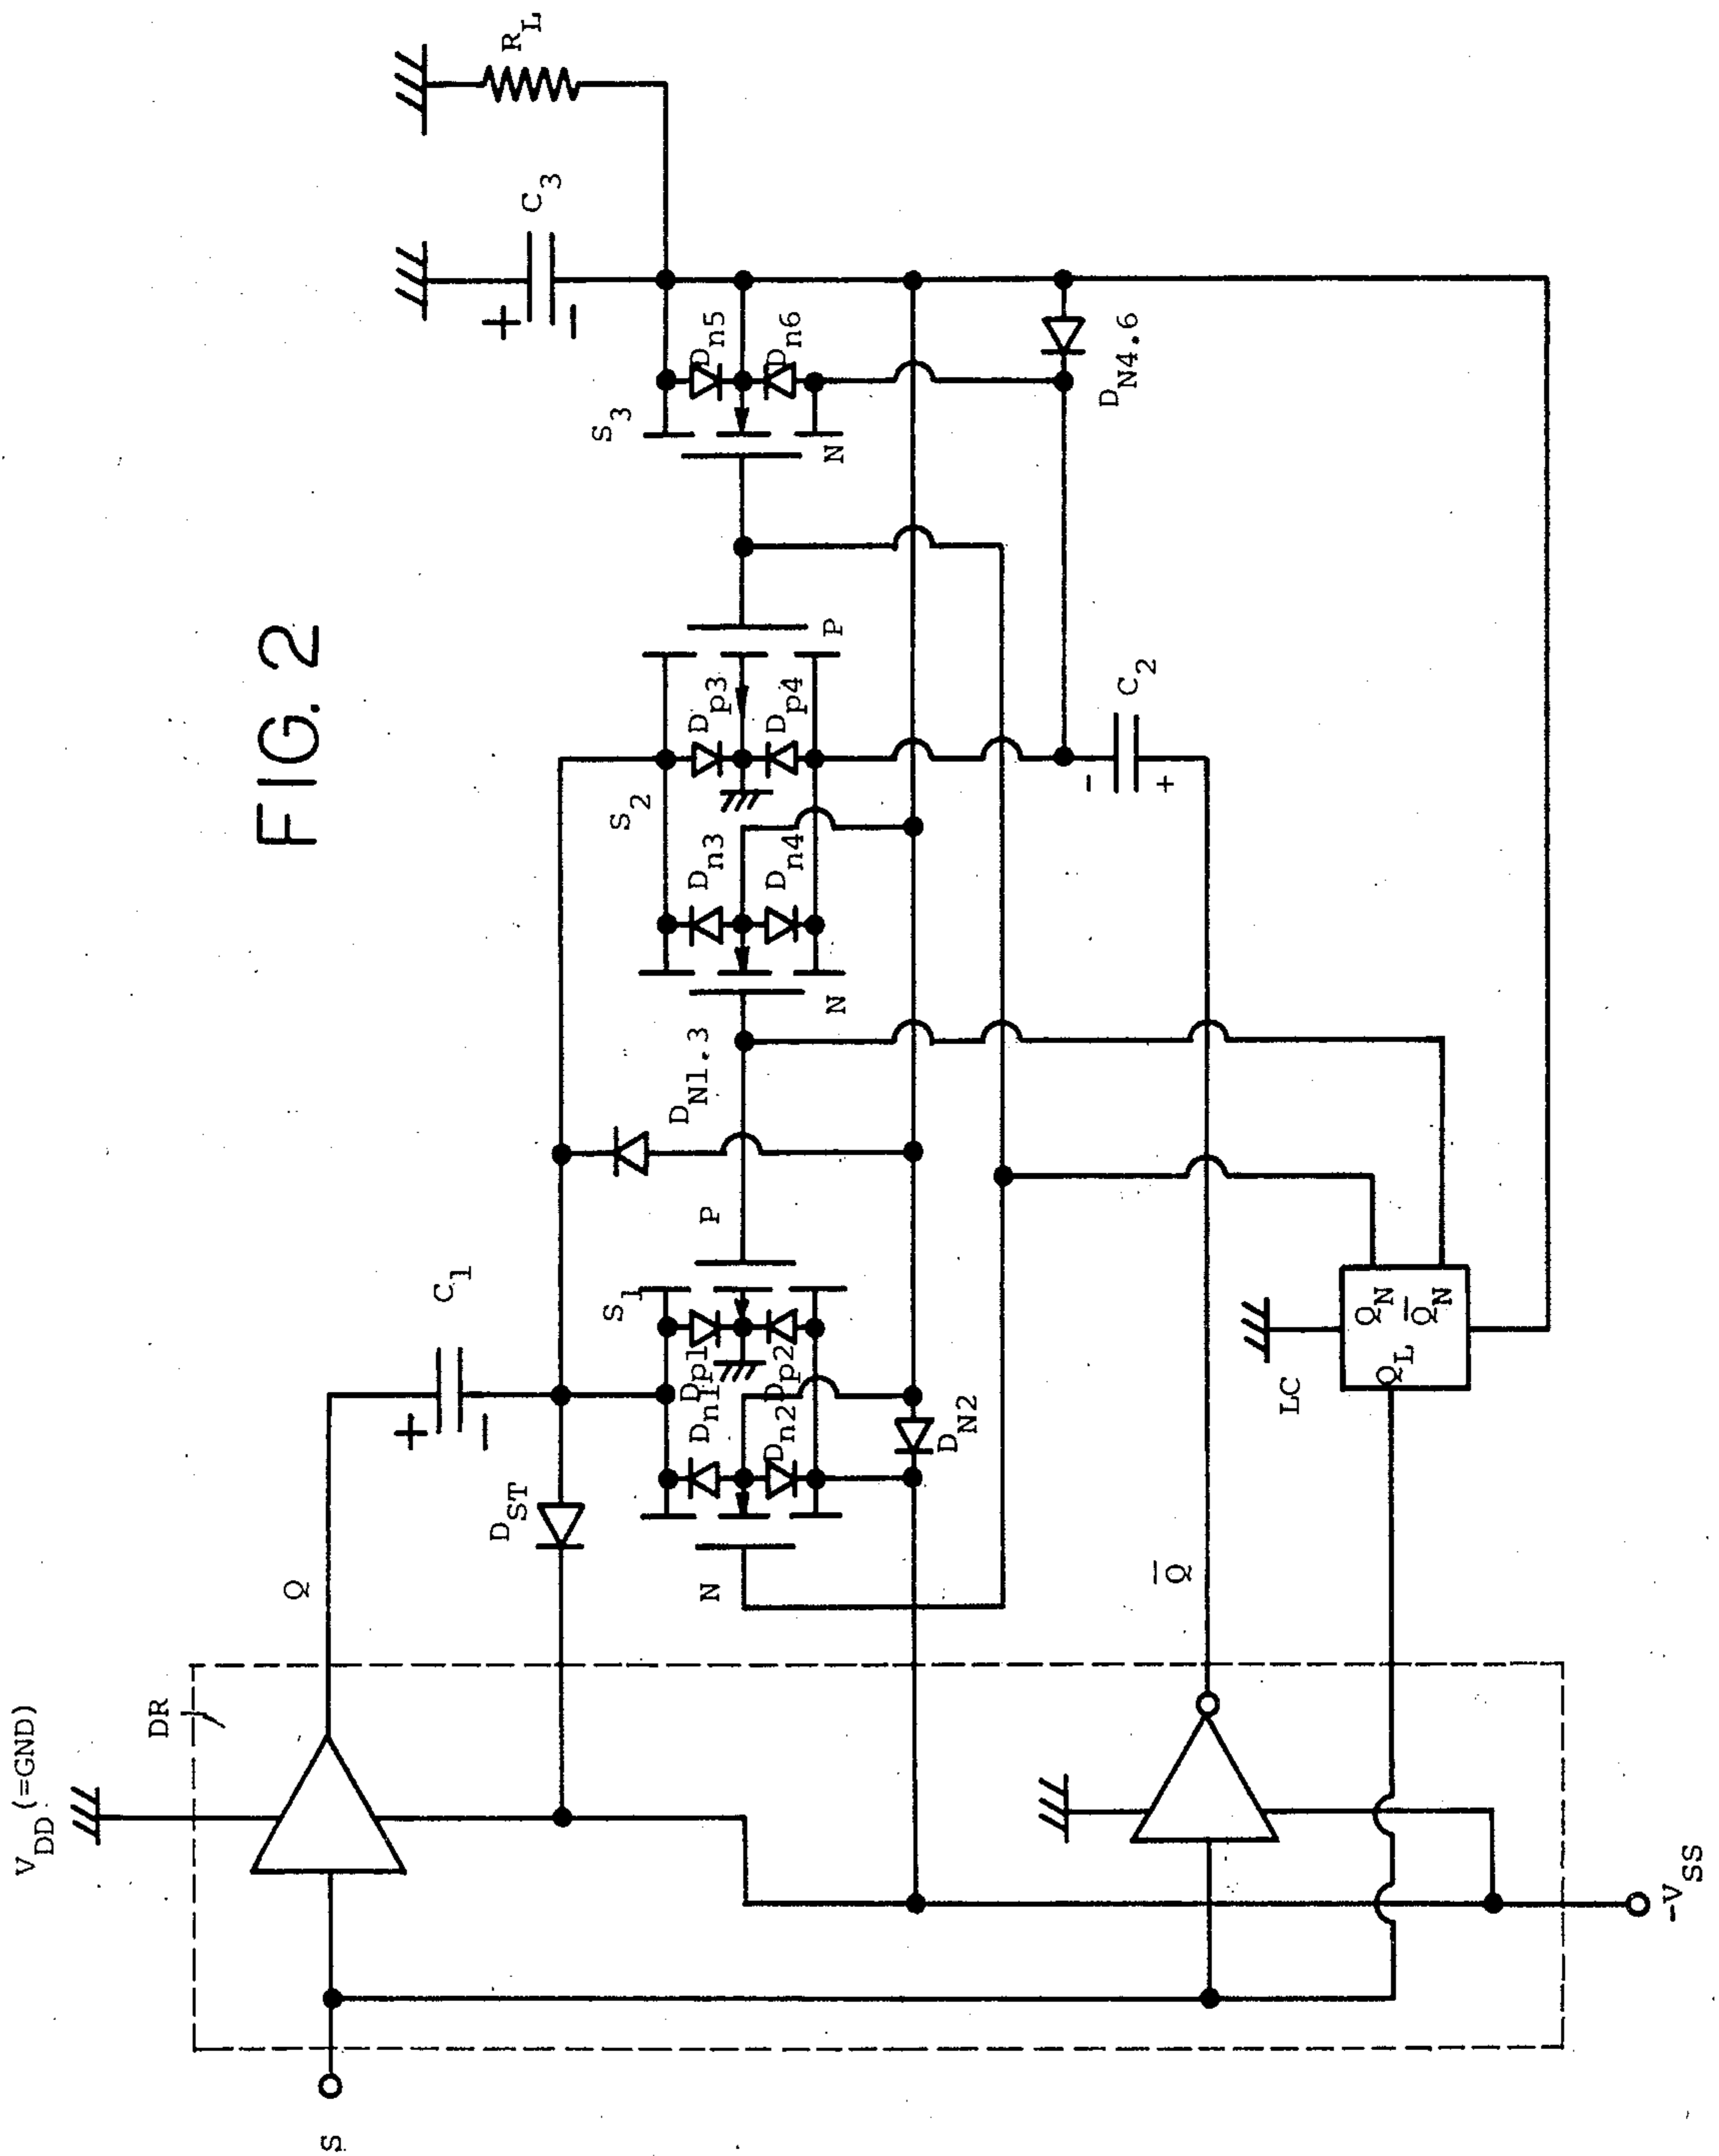 FIG. 2
S
V_DD (=GND)
DR
Q
C_1
+
−
D_ST
N
S_1
P
D_n1
D_p1
D_n2
D_p2
D_N2
D_N1.3
N
S_2
P
D_n3
D_p3
D_n4
D_p4
S_3
N
D_n5
D_n6
D_N4.6
C_3
+
−
R_L
C_2
−
+
Q̅
LC
Q_L
Q_N
Q̅_N
-V_SS